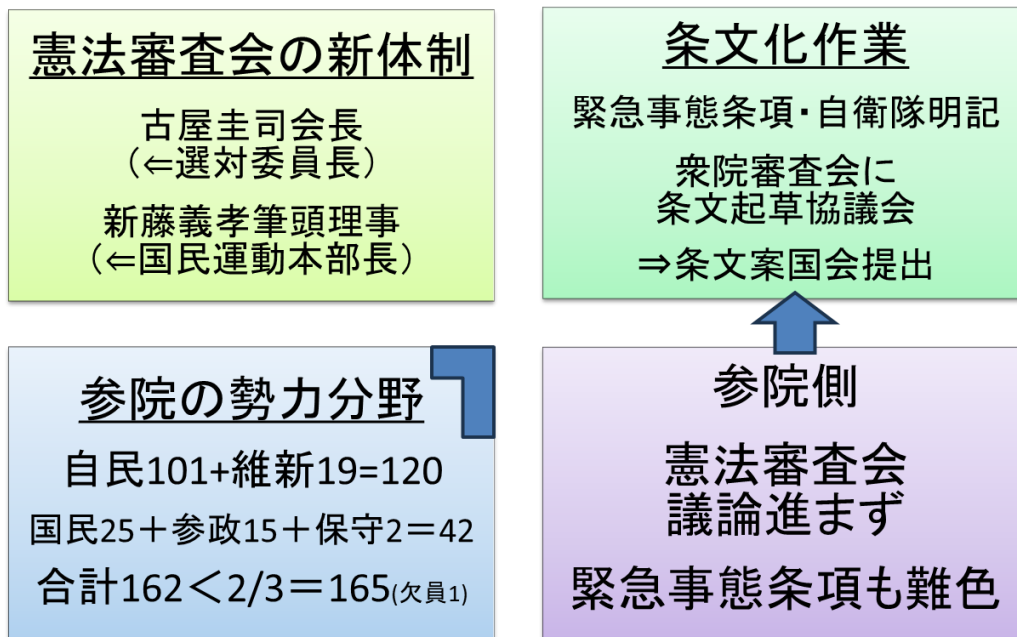 憲法審査会の新体制
古屋圭司会長
(⇐選対委員長)
新藤義孝筆頭理事
(⇐国民運動本部長)
条文化作業
緊急事態条項・自衛隊明記
衆院審査会に
条文起草協議会
⇒条文案国会提出
参院の勢力分野
自民101+維新19=120
国民25＋参政15＋保守2＝42
合計162＜2/3＝165(欠員1)
参院側
憲法審査会
議論進まず
緊急事態条項も難色